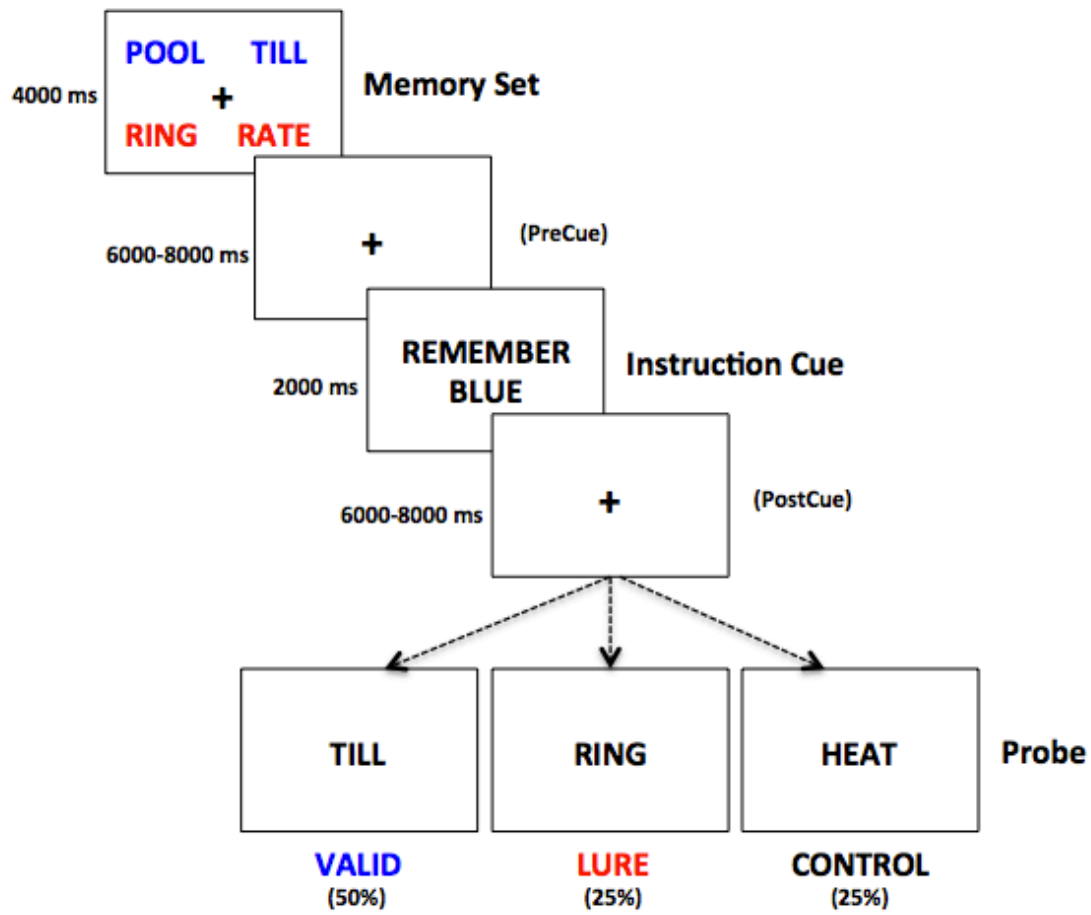 POOL TILL
4000 ms
+
Memory Set
RING RATE
6000-8000 ms
+
(PreCue)
REMEMBER
BLUE
2000 ms
Instruction Cue
6000-8000 ms
+
(PostCue)
TILL
RING
HEAT
Probe
VALID
(50%)
LURE
(25%)
CONTROL
(25%)